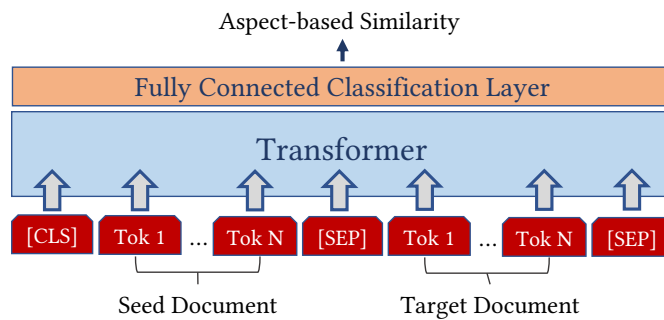 Aspect-based Similarity
Fully Connected Classification Layer
Transformer
[CLS] Tok 1 ... Tok N [SEP] Tok 1 ... Tok N [SEP]
Seed Document Target Document